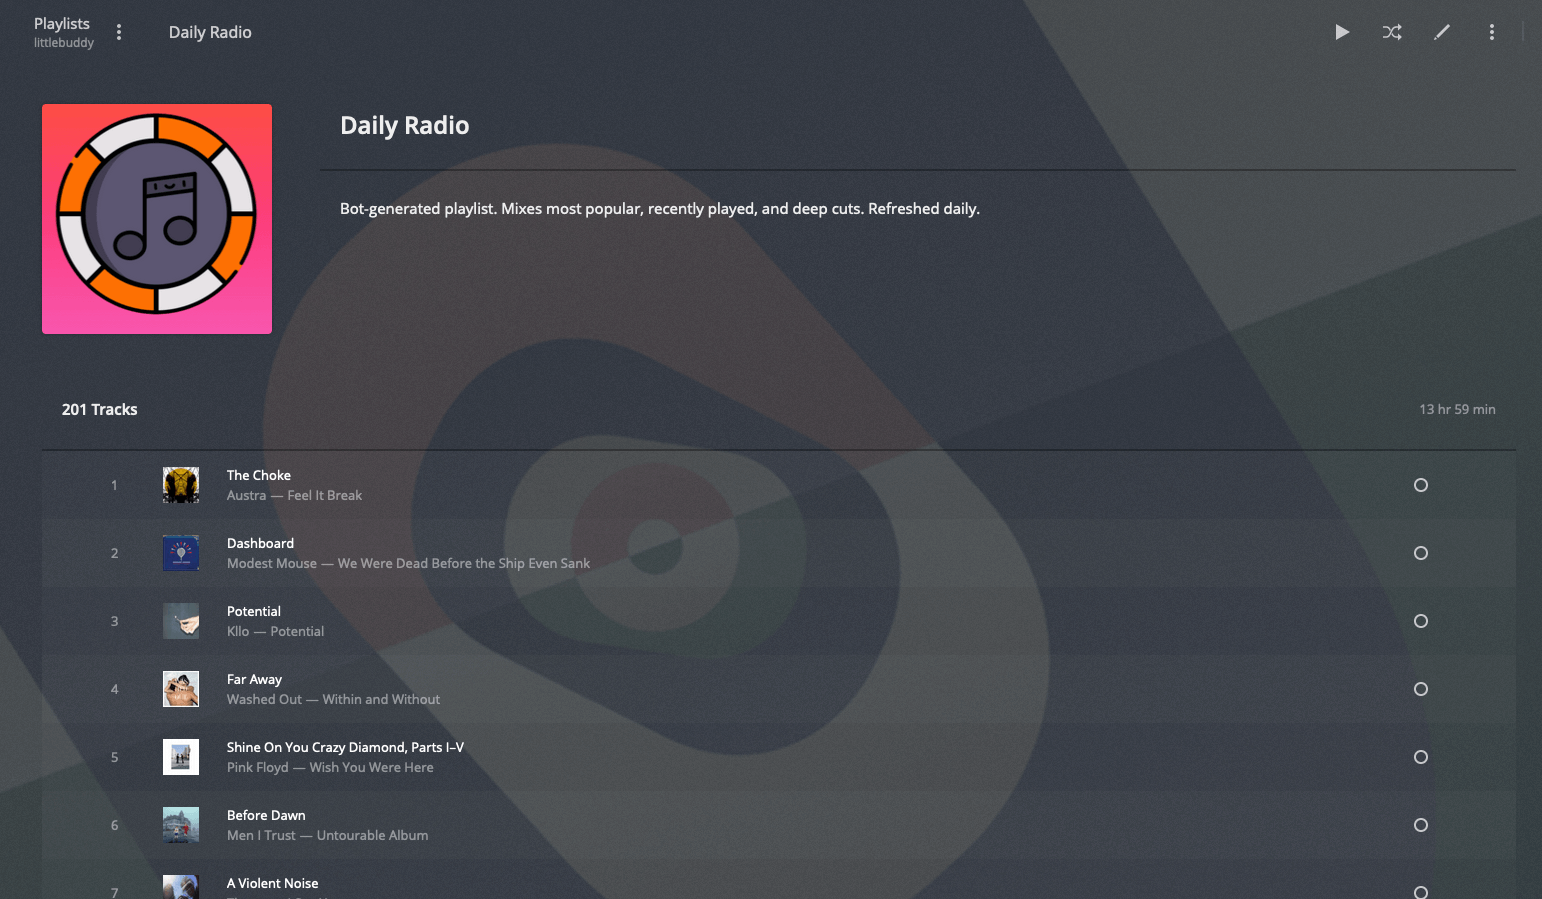 Playlists
littlebuddy
Daily Radio
Daily Radio
Bot-generated playlist. Mixes most popular, recently played, and deep cuts. Refreshed daily.
201 Tracks
13 hr 59 min
1
The Choke
Austra — Feel It Break
2
Dashboard
Modest Mouse — We Were Dead Before the Ship Even Sank
3
Potential
Kllo — Potential
4
Far Away
Washed Out — Within and Without
5
Shine On You Crazy Diamond, Parts I–V
Pink Floyd — Wish You Were Here
6
Before Dawn
Men I Trust — Untourable Album
7
A Violent Noise